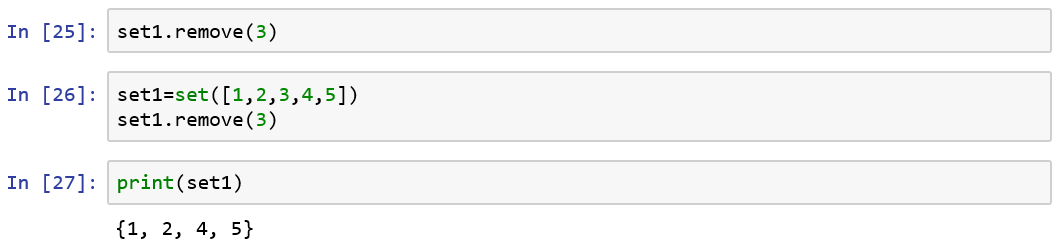 In [25]: set1.remove(3)
In [26]: set1=set([1,2,3,4,5])
set1.remove(3)
In [27]: print(set1)
{1, 2, 4, 5}